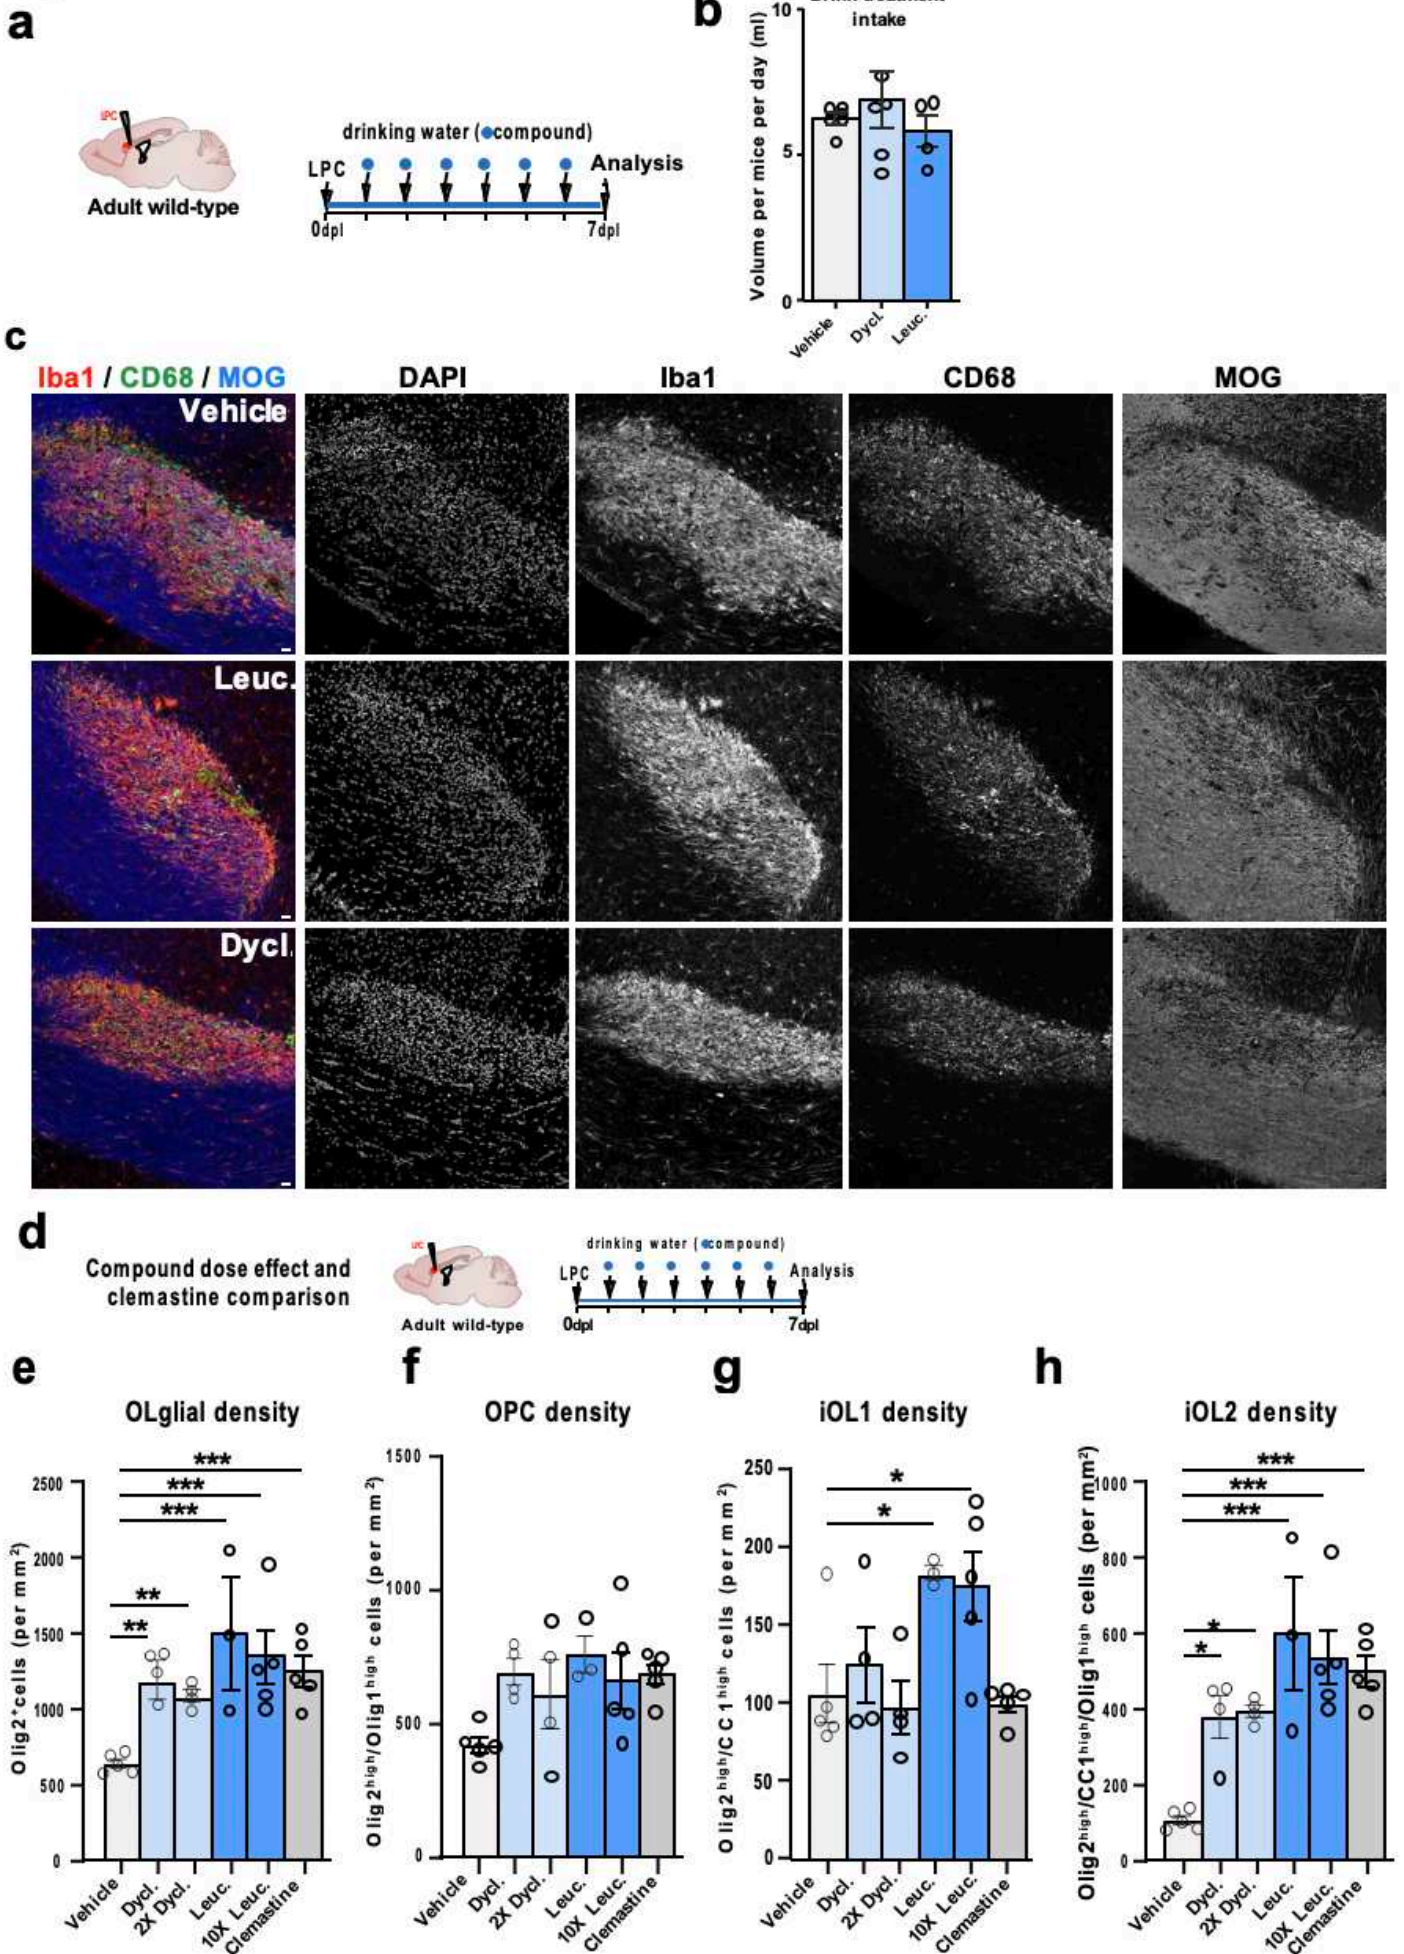 a
LPC
Adult wild-type
drinking water (●compound)
LPC
Analysis
0dpl
7dpl
b
intake
Volume per mice per day (ml)
10
5
0
Vehicle
Dycl.
Leuc.
c
Iba1 / CD68 / MOG
DAPI
Iba1
CD68
MOG
Vehicle
Leuc.
Dycl.
d
Compound dose effect and
clemastine comparison
LPC
Adult wild-type
drinking water (●compound)
LPC
Analysis
0dpl
7dpl
e
OLglial density
Olig2⁺cells (per mm²)
2500
2000
1500
1000
500
0
***
***
***
**
**
Vehicle
Dycl.
2X Dycl.
Leuc.
10X Leuc.
Clemastine
f
OPC density
Olig2ʰⁱᵍʰ/Olig1ʰⁱᵍʰ cells (per mm²)
1500
1000
500
0
Vehicle
Dycl.
2X Dycl.
Leuc.
10X Leuc.
Clemastine
g
iOL1 density
Olig2ʰⁱᵍʰ/CC1ʰⁱᵍʰ cells (per mm²)
250
200
150
100
50
0
*
*
Vehicle
Dycl.
2X Dycl.
Leuc.
10X Leuc.
Clemastine
h
iOL2 density
Olig2ʰⁱᵍʰ/CC1ʰⁱᵍʰ/Olig1ʰⁱᵍʰ cells (per mm²)
1000
800
600
400
200
0
***
***
***
*
*
Vehicle
Dycl.
2X Dycl.
Leuc.
10X Leuc.
Clemastine